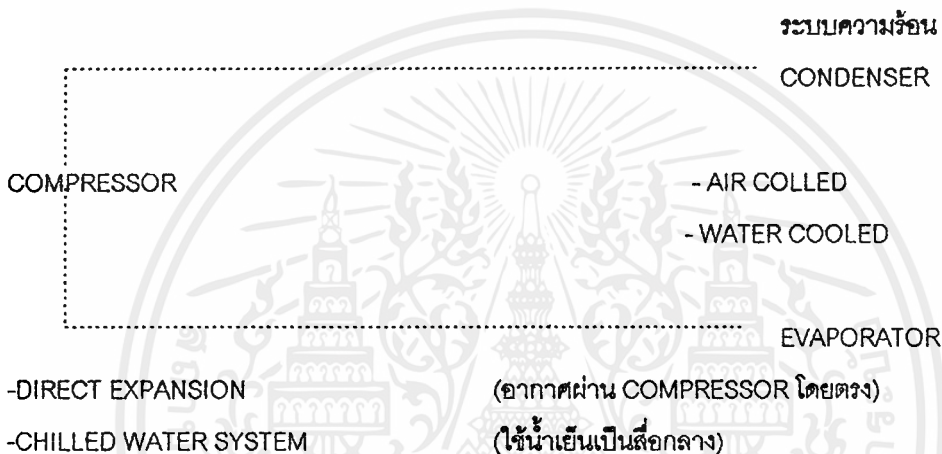 ระบบความร้อน
CONDENSER
COMPRESSOR - AIR COLLED
- WATER COOLED
EVAPORATOR
-DIRECT EXPANSION (อากาศผ่าน COMPRESSOR โดยตรง)
-CHILLED WATER SYSTEM (ใช้น้ำเย็นเป็นสื่อกลาง)